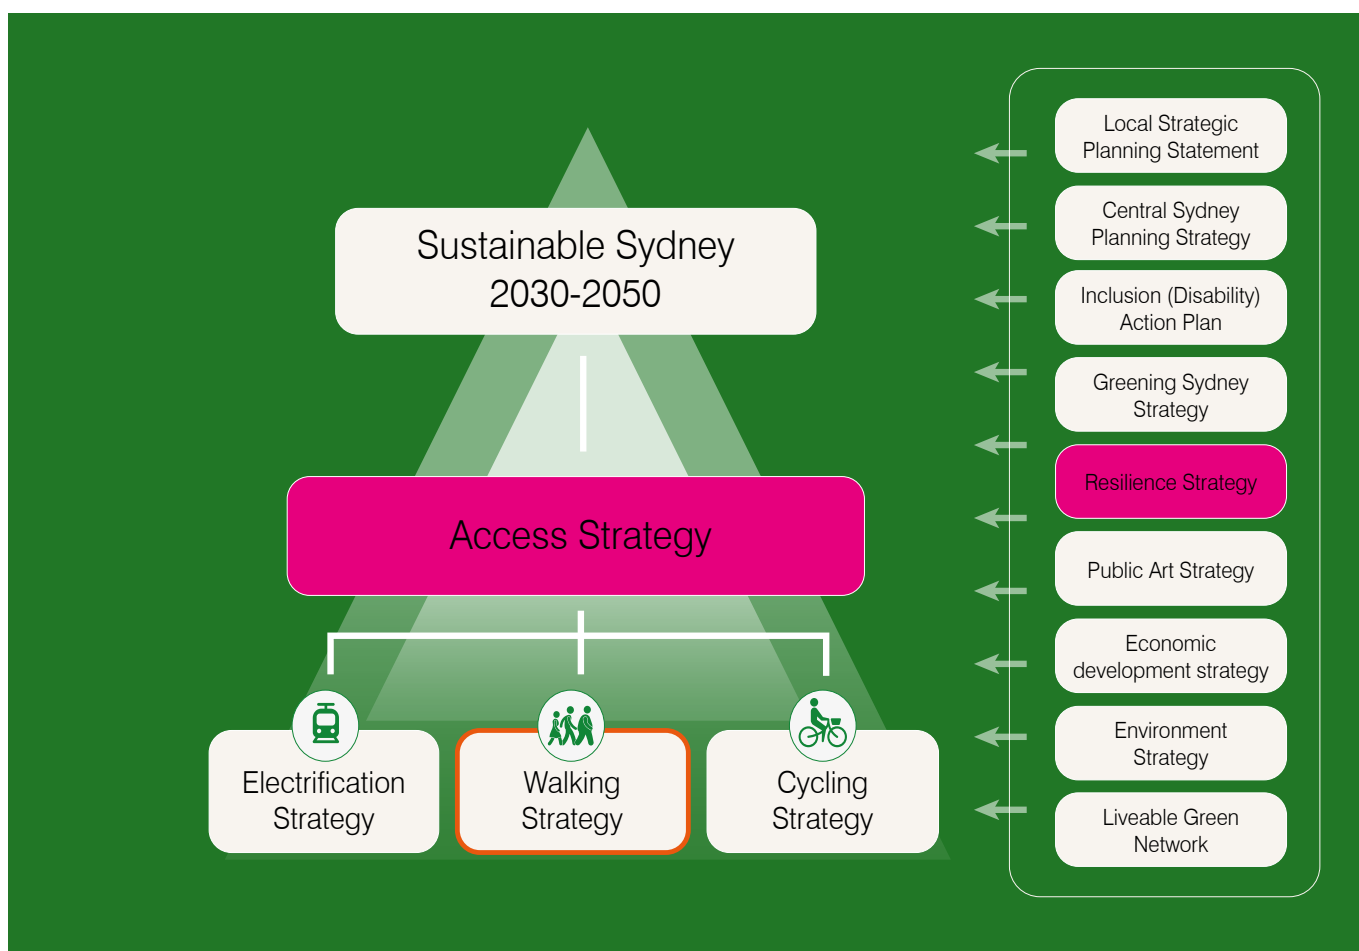 Sustainable Sydney
2030-2050
Access Strategy
Electrification
Strategy
Walking
Strategy
Cycling
Strategy
Local Strategic
Planning Statement
Central Sydney
Planning Strategy
Inclusion (Disability)
Action Plan
Greening Sydney
Strategy
Resilience Strategy
Public Art Strategy
Economic
development strategy
Environment
Strategy
Liveable Green
Network